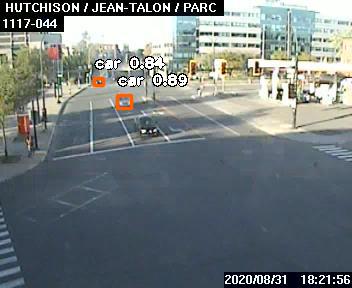 HUTCHISON / JEAN-TALON / PARC
1117-044
car 0.84
car 0.89
2020/08/31 18:21:56